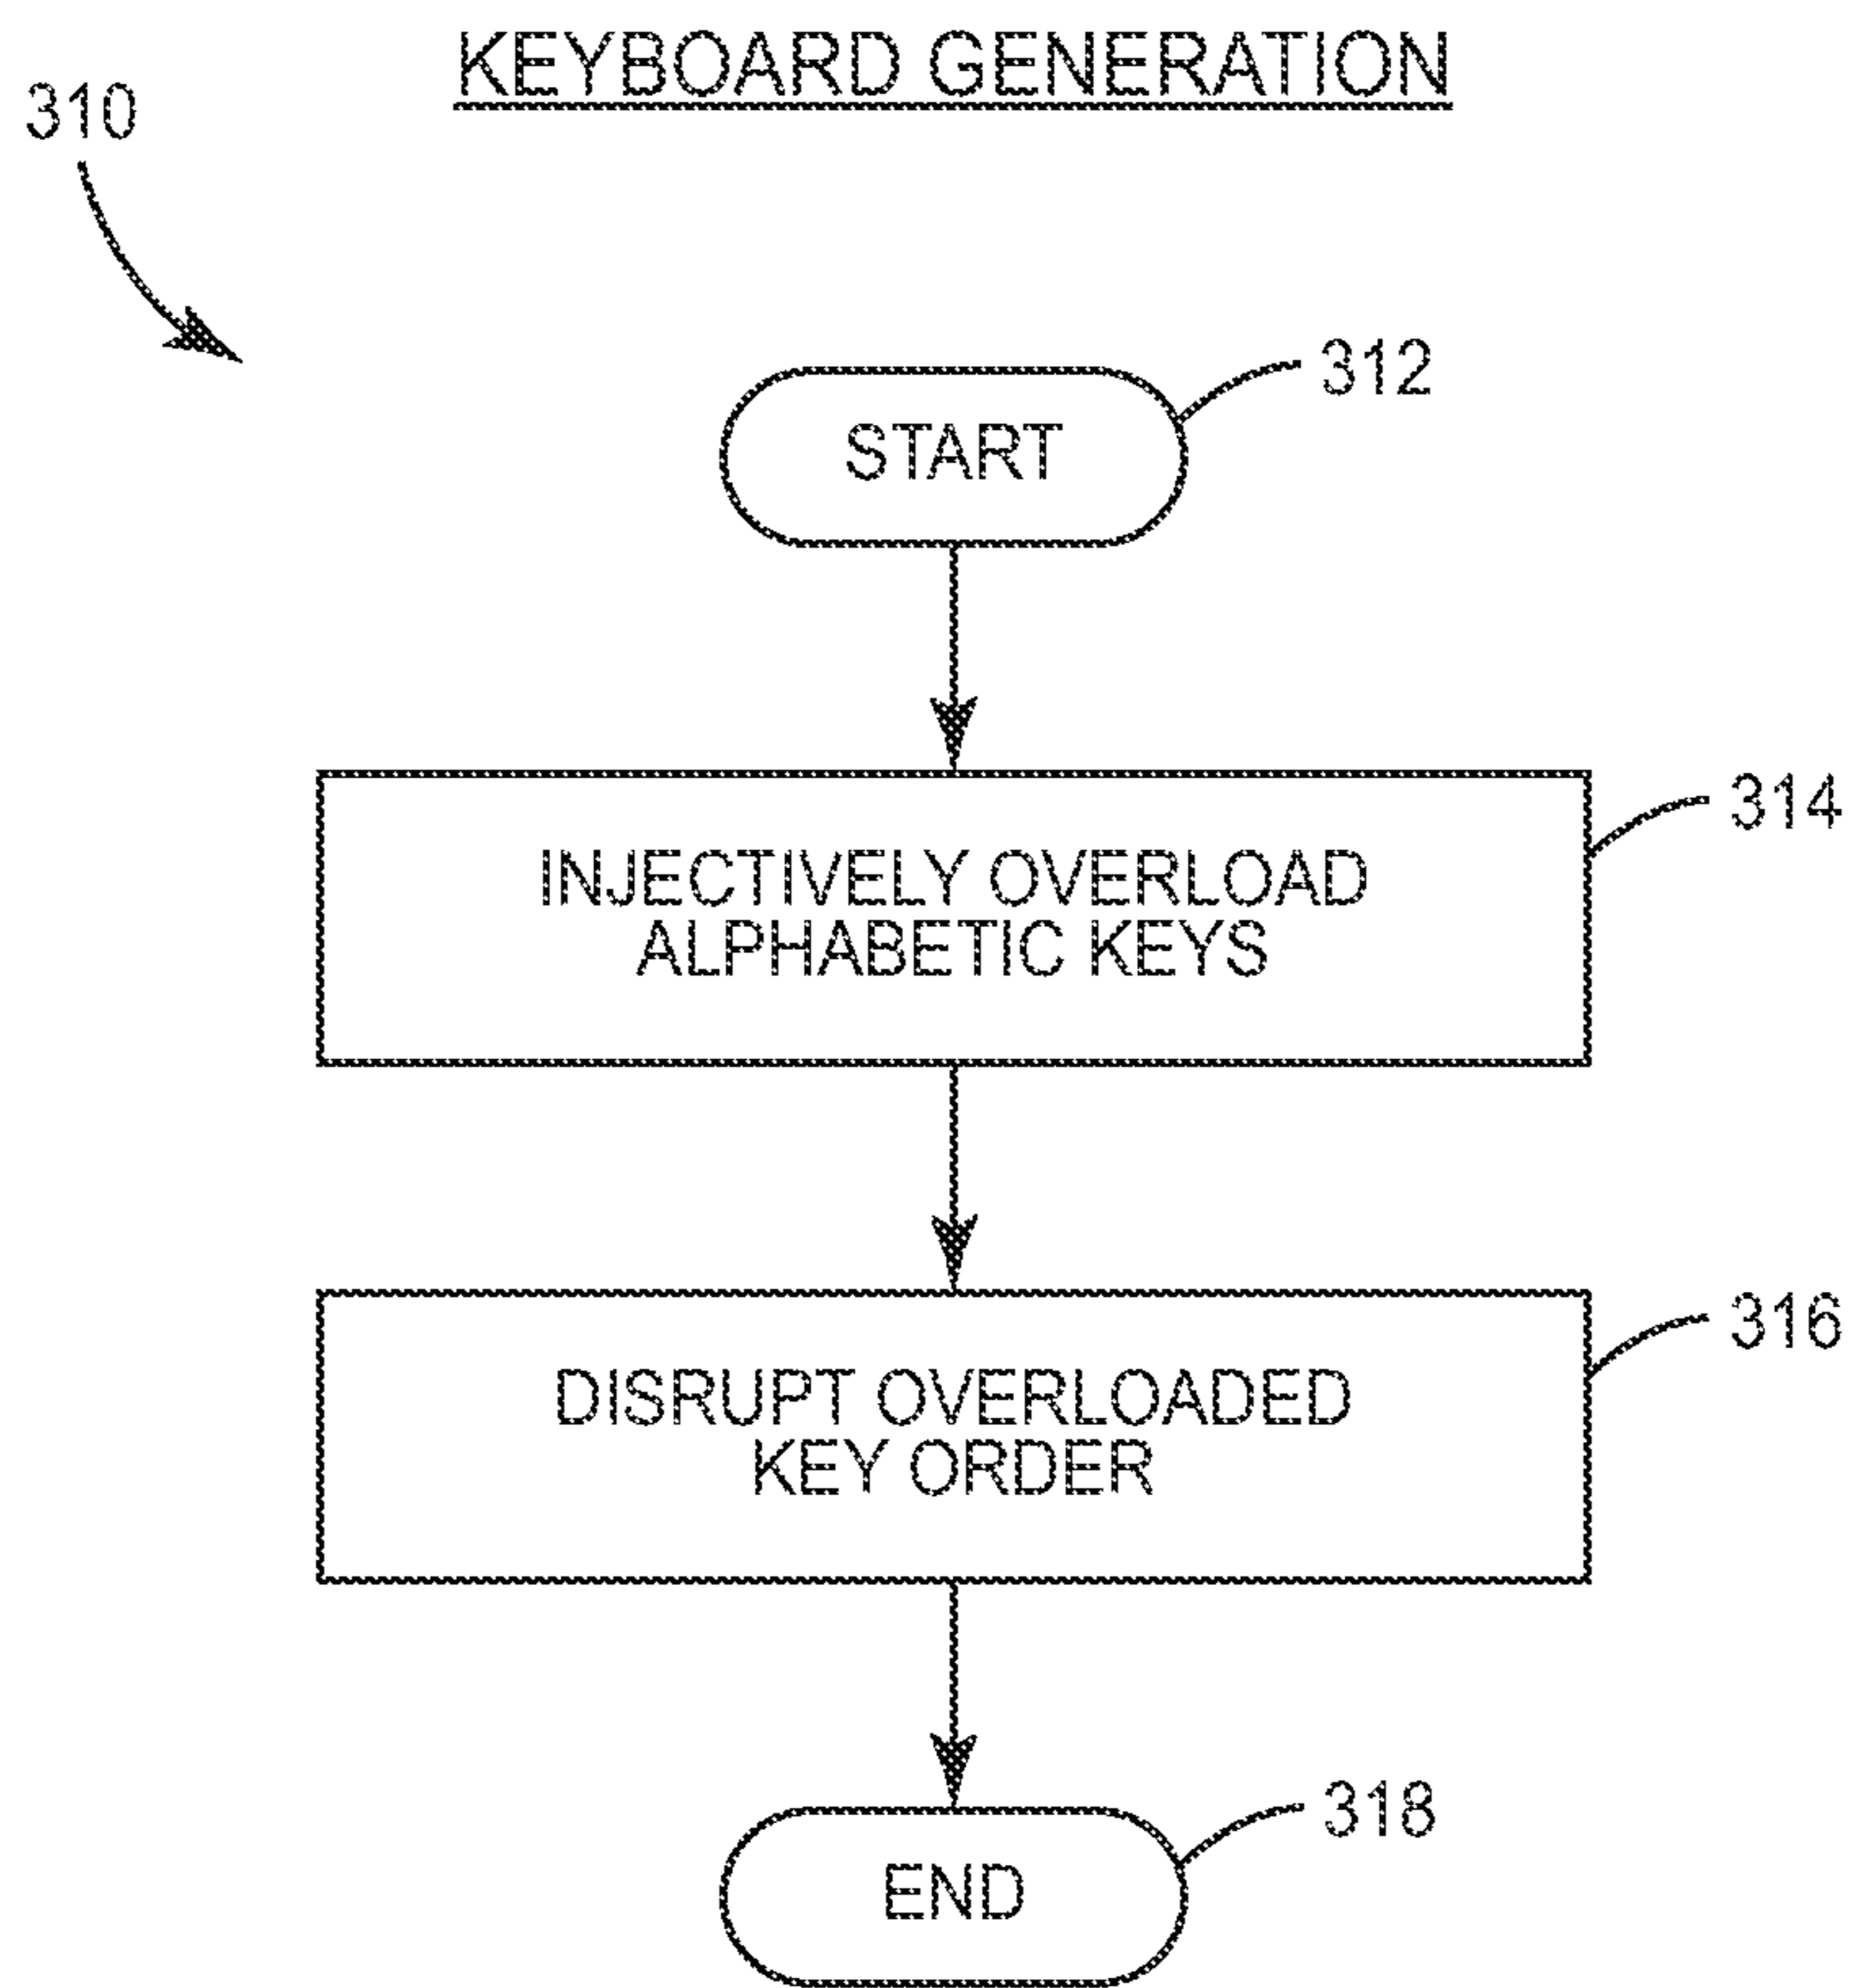 KEYBOARD GENERATION
310
312
START
314
INJECTIVELY OVERLOAD
ALPHABETIC KEYS
316
DISRUPT OVERLOADED
KEY ORDER
318
END